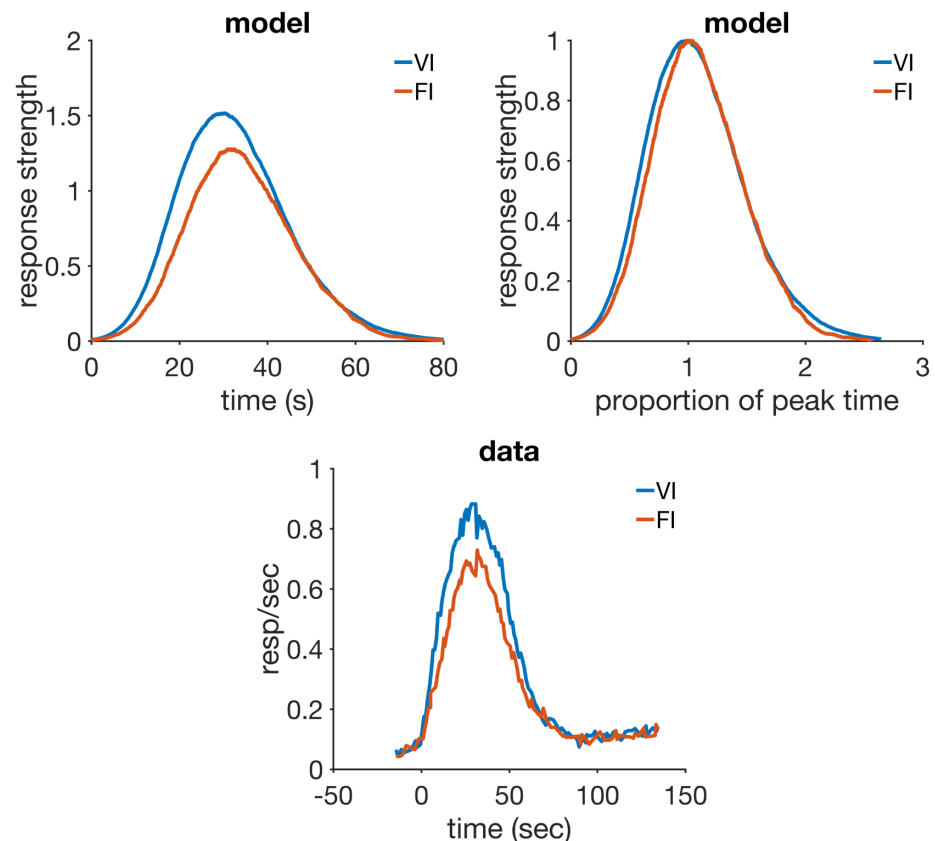 model
2
1.5
1
0.5
0
response strength
0 20 40 60 80
time (s)
VI
FI
model
1
0.8
0.6
0.4
0.2
0
response strength
0 1 2 3
proportion of peak time
VI
FI
data
1
0.8
0.6
0.4
0.2
0
resp/sec
-50 0 50 100 150
time (sec)
VI
FI